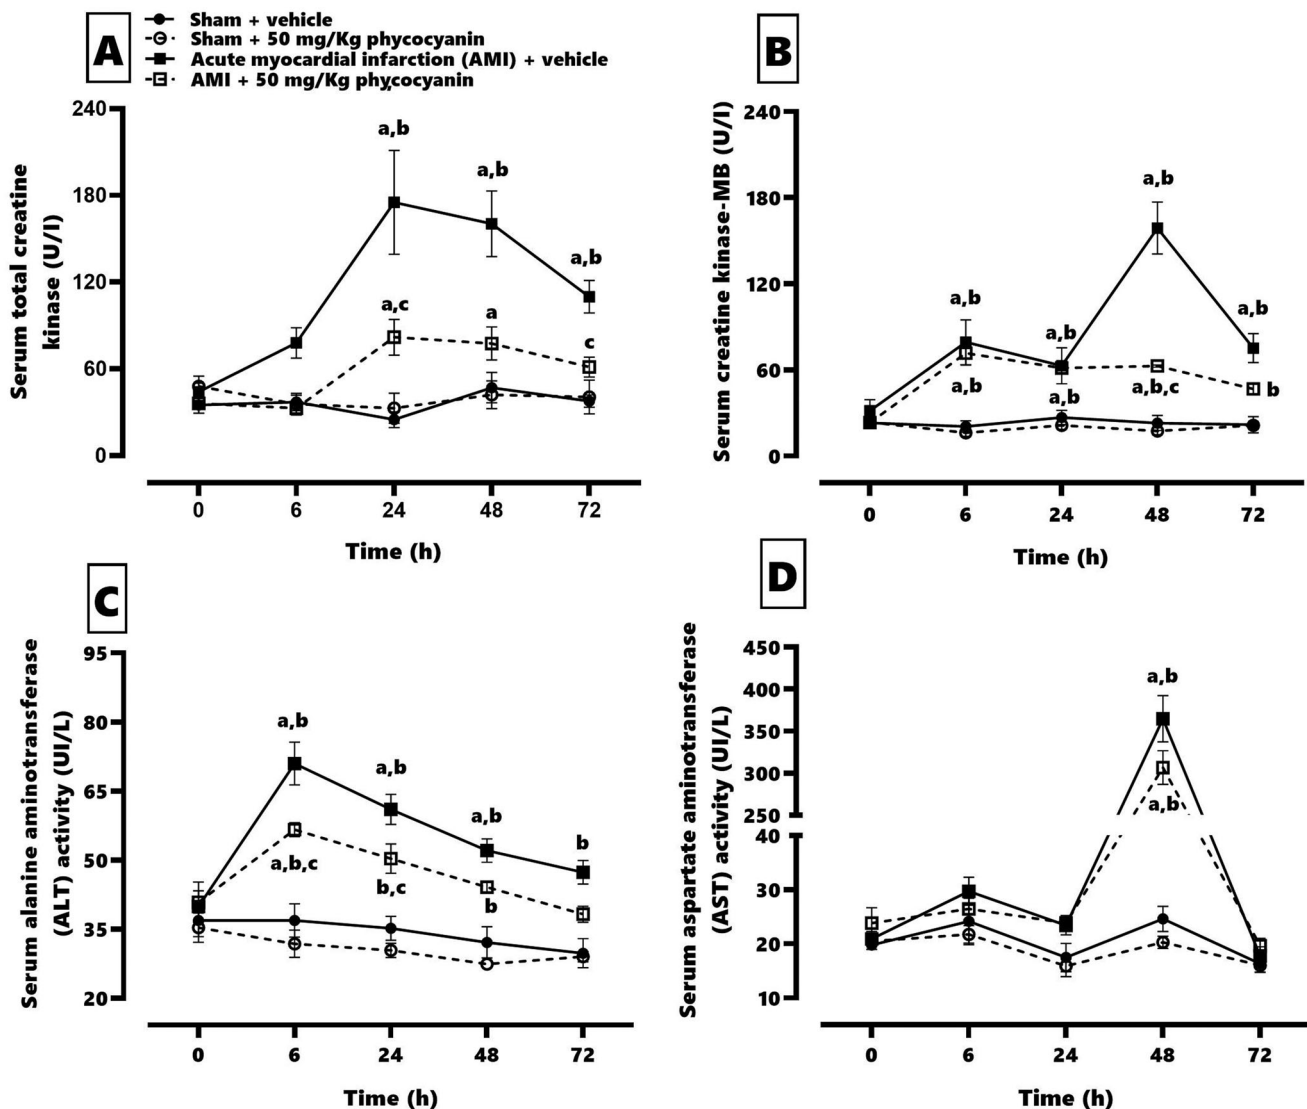 A
Sham + vehicle
Sham + 50 mg/Kg phycocyanin
Acute myocardial infarction (AMI) + vehicle
AMI + 50 mg/Kg phycocyanin
Serum total creatine
kinase (U/I)
240
180
120
60
0
a,b
a,b
a,b
a,c
a
c
0 6 24 48 72
Time (h)
B
Serum creatine kinase-MB (U/I)
240
180
120
60
0
a,b
a,b
a,b
a,b
a,b
a,b
a,b,c
b
0 6 24 48 72
Time (h)
C
Serum alanine aminotransferase
(ALT) activity (UI/L)
95
80
65
50
35
20
a,b
a,b
a,b
b
a,b,c
b,c
b
0 6 24 48 72
Time (h)
D
Serum aspartate aminotransferase
(AST) activity (UI/L)
450
400
350
300
250
40
30
20
10
a,b
a,b
0 6 24 48 72
Time (h)